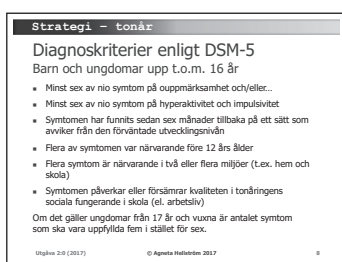 Strategi – tonår
Diagnoskriterier enligt DSM-5
Barn och ungdomar upp t.o.m. 16 år
Minst sex av nio symtom på ouppmärksamhet och/eller…
Minst sex av nio symtom på hyperaktivitet och impulsivitet
Symtomen har funnits sedan sex månader tillbaka på ett sätt som
avviker från den förväntade utvecklingsnivån
Flera av symtomen var närvarande före 12 års ålder
Flera symtom är närvarande i två eller flera miljöer (t.ex. hem och
skola)
Symtomen påverkar eller försämrar kvaliteten i tonåringens
sociala fungerande i skola (el. arbetsliv)
Om det gäller ungdomar från 17 år och vuxna är antalet symtom
som ska vara uppfyllda fem i stället för sex.
Utgåva 2:0 (2017) © Agneta Hellström 2017 8